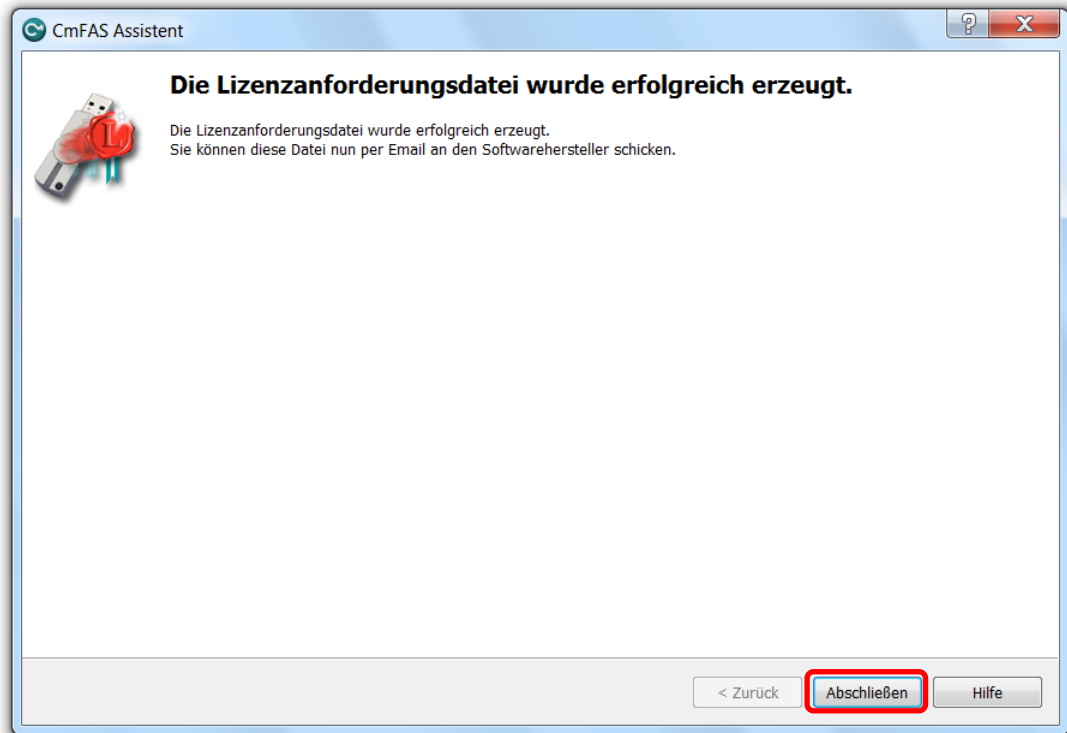 CmFAS Assistent
Die Lizenzanforderungsdatei wurde erfolgreich erzeugt.
Die Lizenzanforderungsdatei wurde erfolgreich erzeugt.
Sie können diese Datei nun per Email an den Softwarehersteller schicken.
L
< Zurück
Abschließen
Hilfe